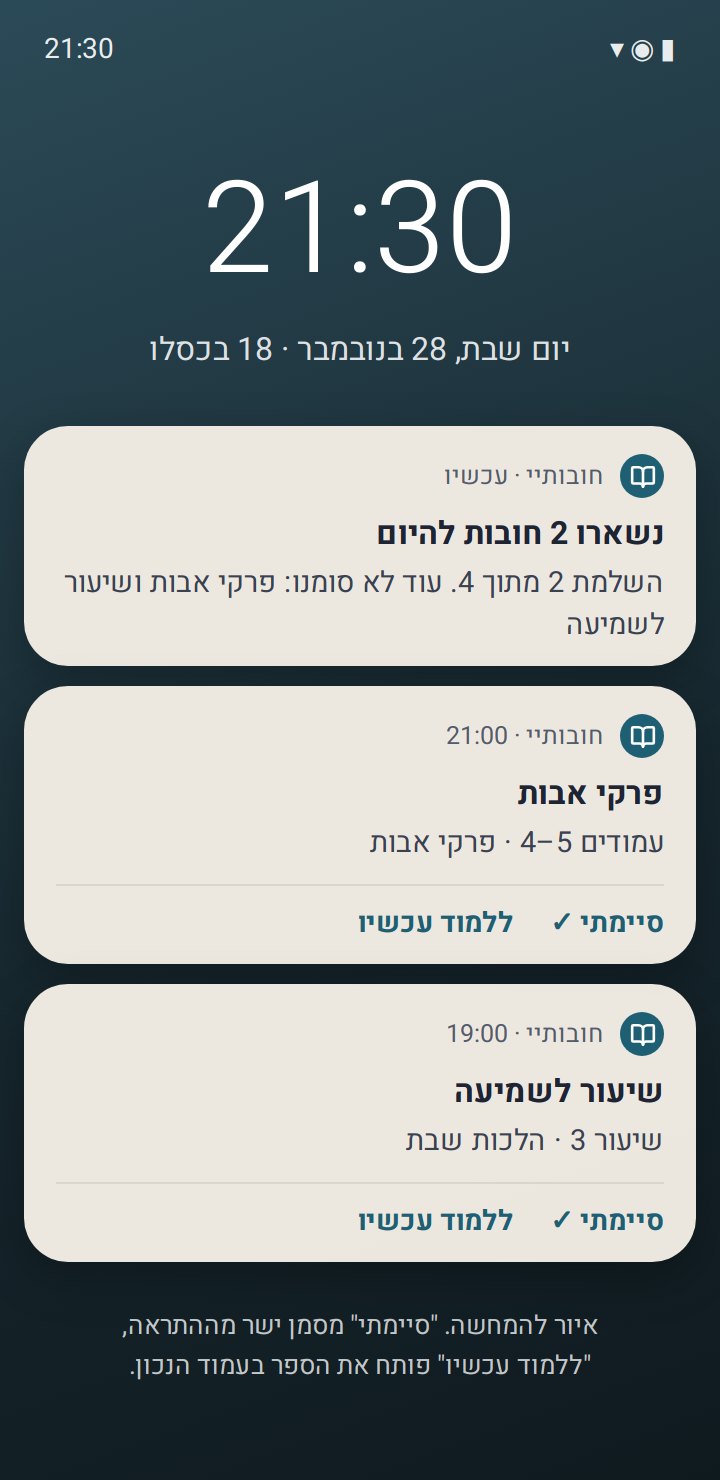 21:30
21:30
יום שבת, 28 בנובמבר · 18 בכסלו
חובותיי · עכשיו
נשארו 2 חובות להיום
השלמת 2 מתוך 4. עוד לא סומנו: פרקי אבות ושיעור
לשמיעה
חובותיי · 21:00
פרקי אבות
עמודים 4–5 · פרקי אבות
סיימתי ✓ ללמוד עכשיו
חובותיי · 19:00
שיעור לשמיעה
שיעור 3 · הלכות שבת
סיימתי ✓ ללמוד עכשיו
איור להמחשה. "סיימתי" מסמן ישר מההתראה,
"ללמוד עכשיו" פותח את הספר בעמוד הנכון.